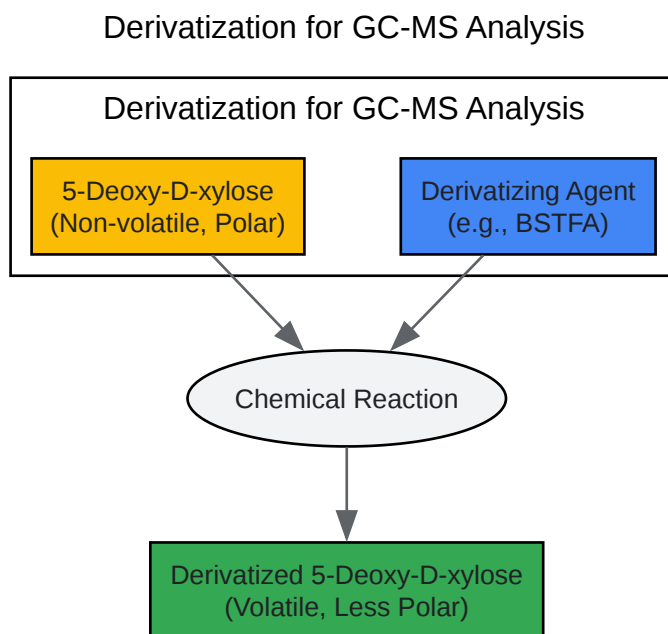 Derivatization for GC-MS Analysis
Derivatization for GC-MS Analysis
5-Deoxy-D-xylose
(Non-volatile, Polar)
Derivatizing Agent
(e.g., BSTFA)
Chemical Reaction
Derivatized 5-Deoxy-D-xylose
(Volatile, Less Polar)